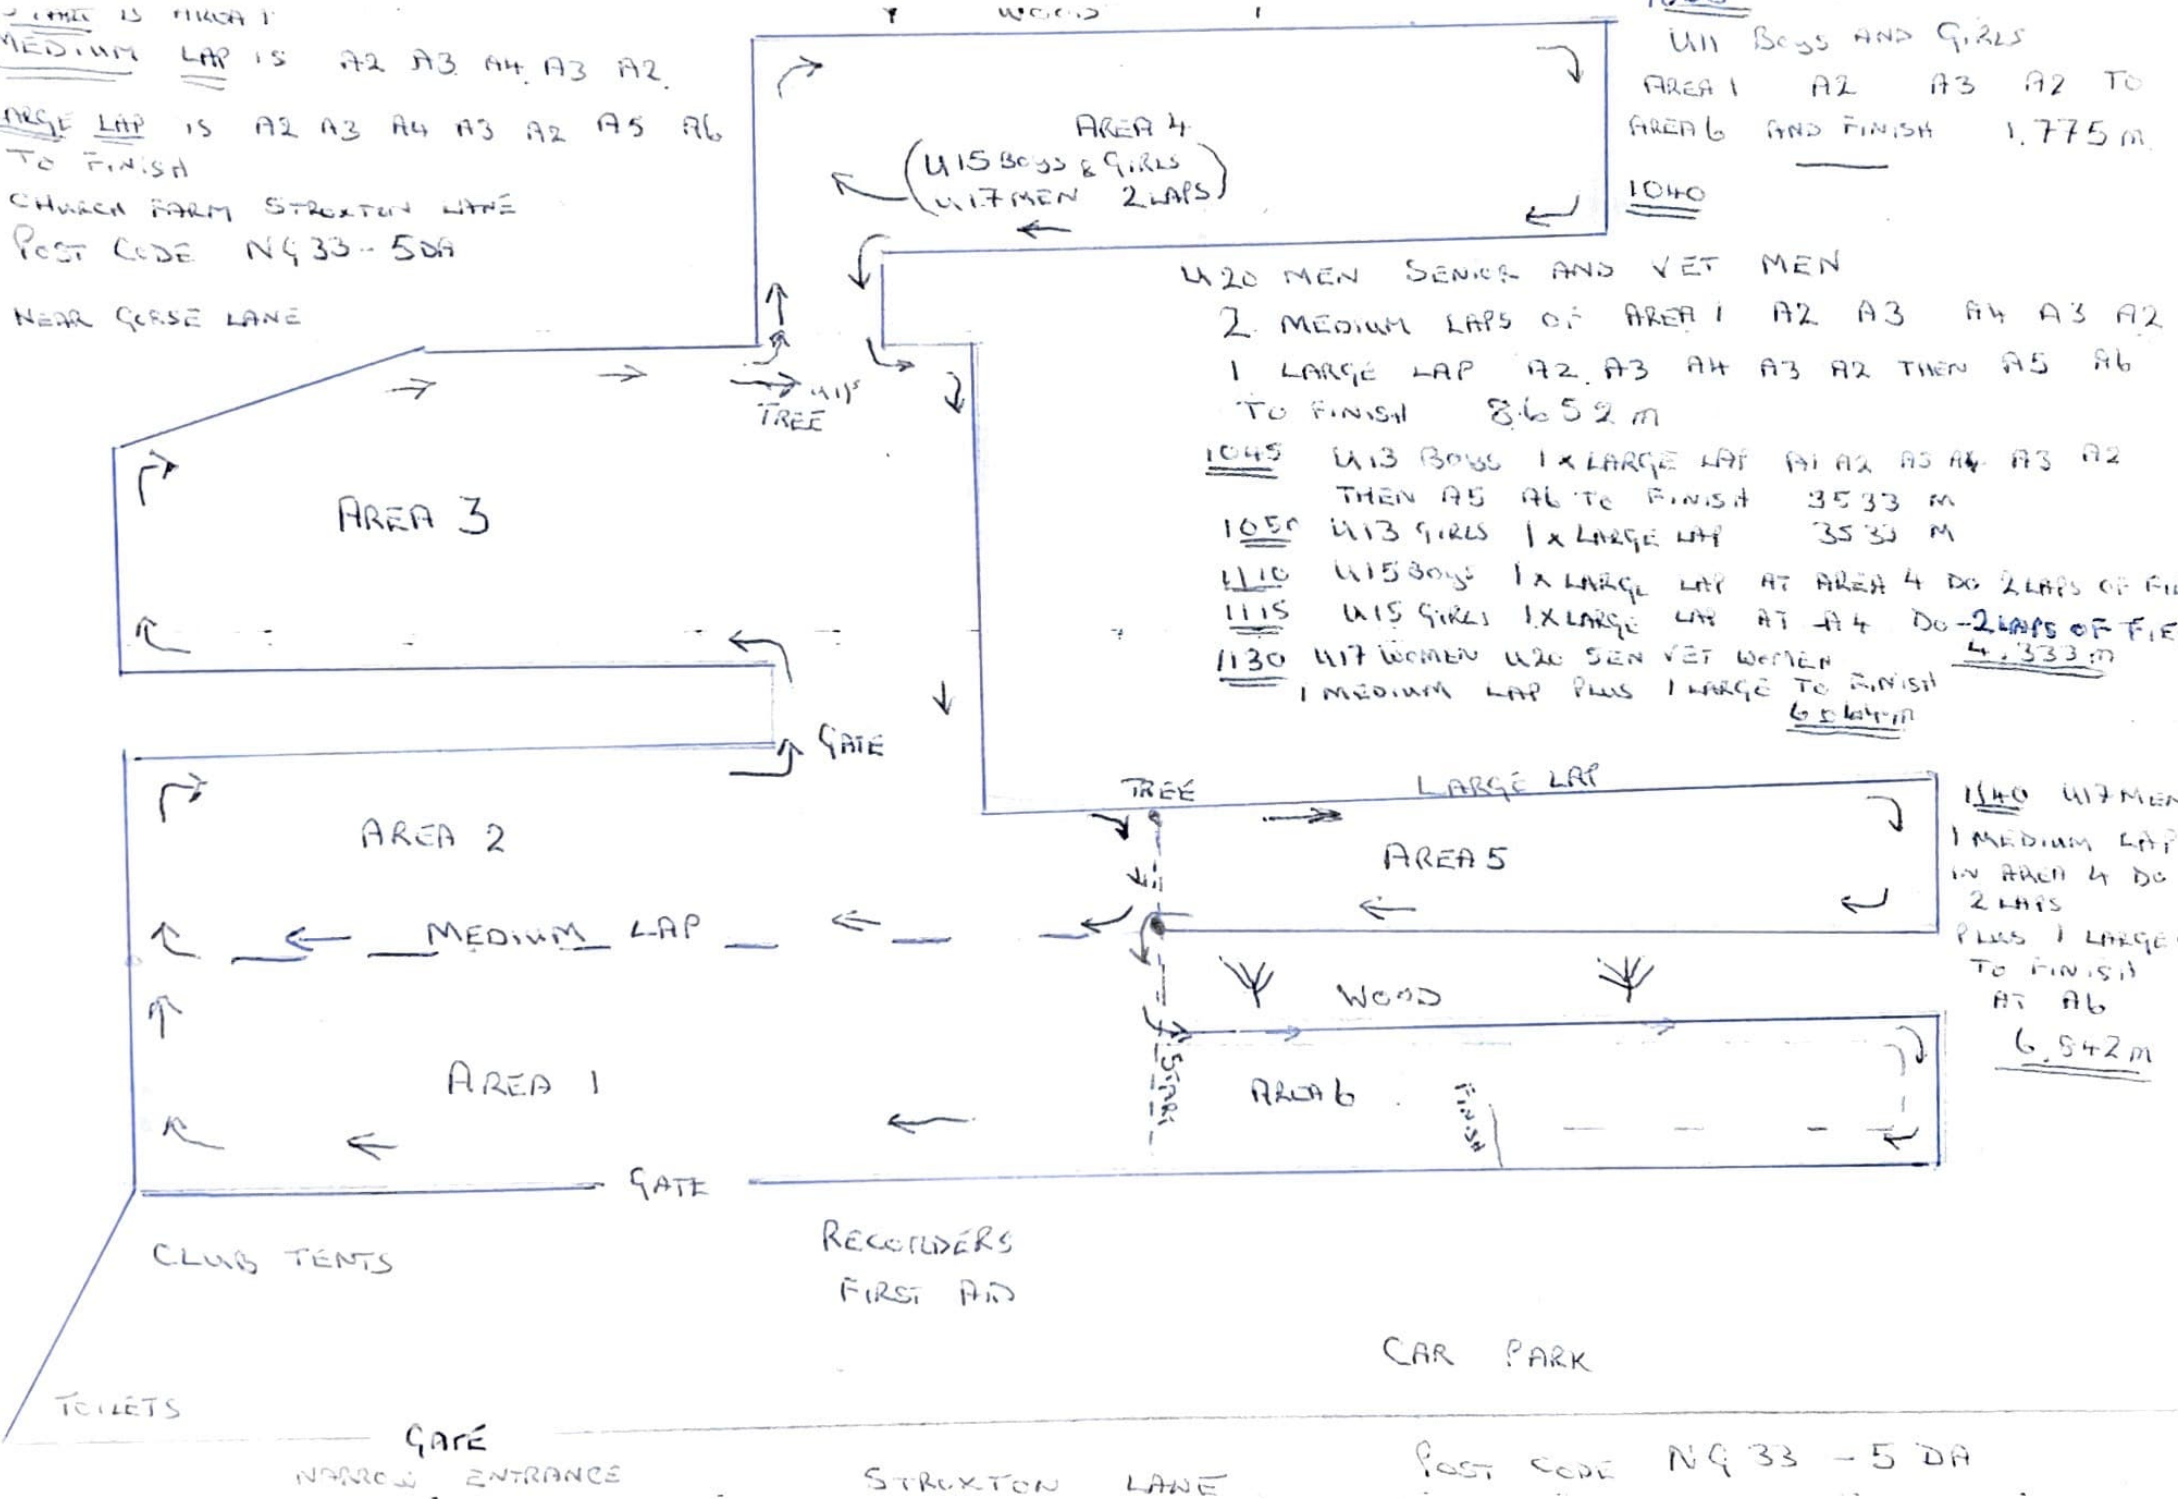 START IS AREA 1
MEDIUM LAP IS A2 A3 A4 A3 A2
LARGE LAP IS A2 A3 A4 A3 A2 A5 A6
TO FINISH
CHURCH FARM STROXTON LANE
POST CODE NG33-5DA
NEAR GORSE LANE
WOOD
U11 BOYS AND GIRLS
AREA 1 A2 A3 A2 TO
AREA 6 AND FINISH 1.775 m
AREA 4
(U15 BOYS & GIRLS
U17 MEN 2 LAPS)
1040
U20 MEN SENIOR AND VET MEN
2 MEDIUM LAPS OF AREA 1 A2 A3 A4 A3 A2
1 LARGE LAP A2 A3 A4 A3 A2 THEN A5 A6
TO FINISH 8652 m
1045 U13 BOYS 1 x LARGE LAP A1 A2 A3 A4 A3 A2
THEN A5 A6 TO FINISH 3533 M
1050 U13 GIRLS 1 x LARGE LAP 3533 M
1110 U15 BOYS 1 x LARGE LAP AT AREA 4 DO 2 LAPS OF
1115 U15 GIRLS 1 x LARGE LAP AT A4 DO-2 LAPS OF
4.333 m
1130 U17 WOMEN U20 SEN VET WOMEN
1 MEDIUM LAP PLUS 1 LARGE TO FINISH
U11s
TREE
AREA 3
GATE
AREA 2
TREE
LARGE LAP
AREA 5
1140 U17 MEN
1 MEDIUM LAP
IN AREA 4 DO
2 LAPS
PLUS 1 LARGE
TO FINISH
AT A6
6.842 m
MEDIUM LAP
WOOD
AREA 1
START
AREA 6
FINISH
GATE
CLUB TENTS
RECORDERS
FIRST AID
CAR PARK
TOILETS
GATE
NARROW ENTRANCE
STROXTON LANE
POST CODE NG33-5DA